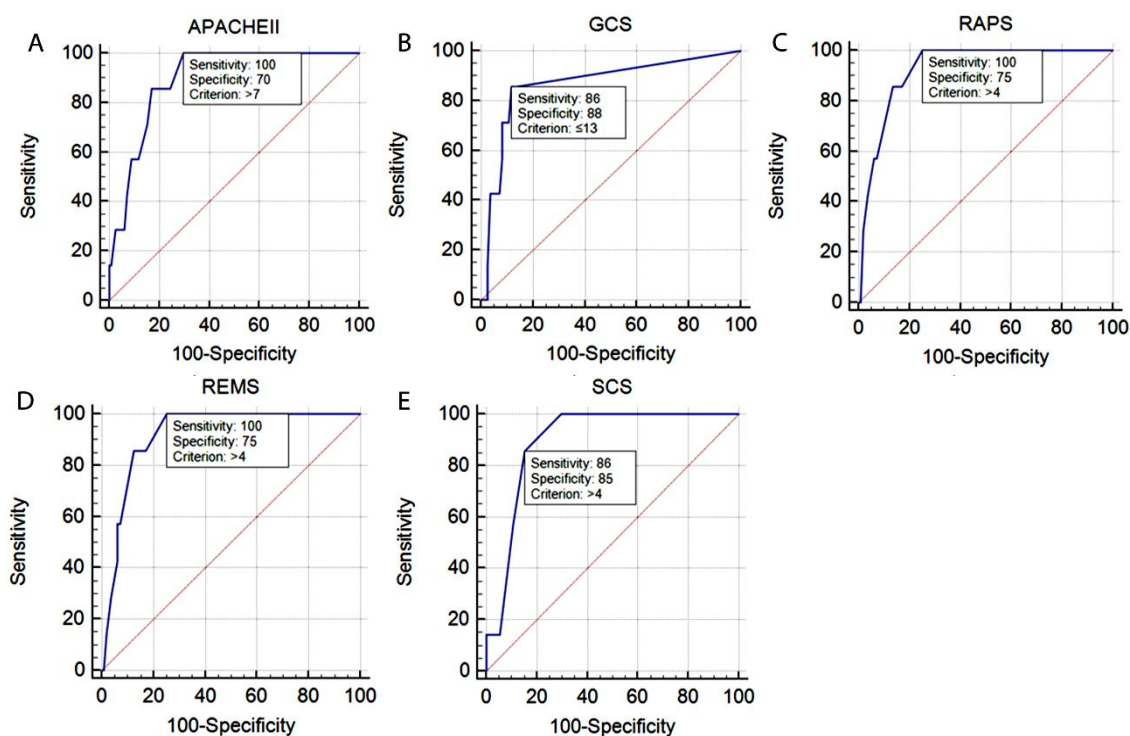 A
APACHEII
100
80
60
40
20
0
Sensitivity
Sensitivity: 100
Specificity: 70
Criterion: >7
0 20 40 60 80 100
100-Specificity
B
GCS
100
80
60
40
20
0
Sensitivity
Sensitivity: 86
Specificity: 88
Criterion: ≤13
0 20 40 60 80 100
100-Specificity
C
RAPS
100
80
60
40
20
0
Sensitivity
Sensitivity: 100
Specificity: 75
Criterion: >4
0 20 40 60 80 100
100-Specificity
D
REMS
100
80
60
40
20
0
Sensitivity
Sensitivity: 100
Specificity: 75
Criterion: >4
0 20 40 60 80 100
100-Specificity
E
SCS
100
80
60
40
20
0
Sensitivity
Sensitivity: 86
Specificity: 85
Criterion: >4
0 20 40 60 80 100
100-Specificity